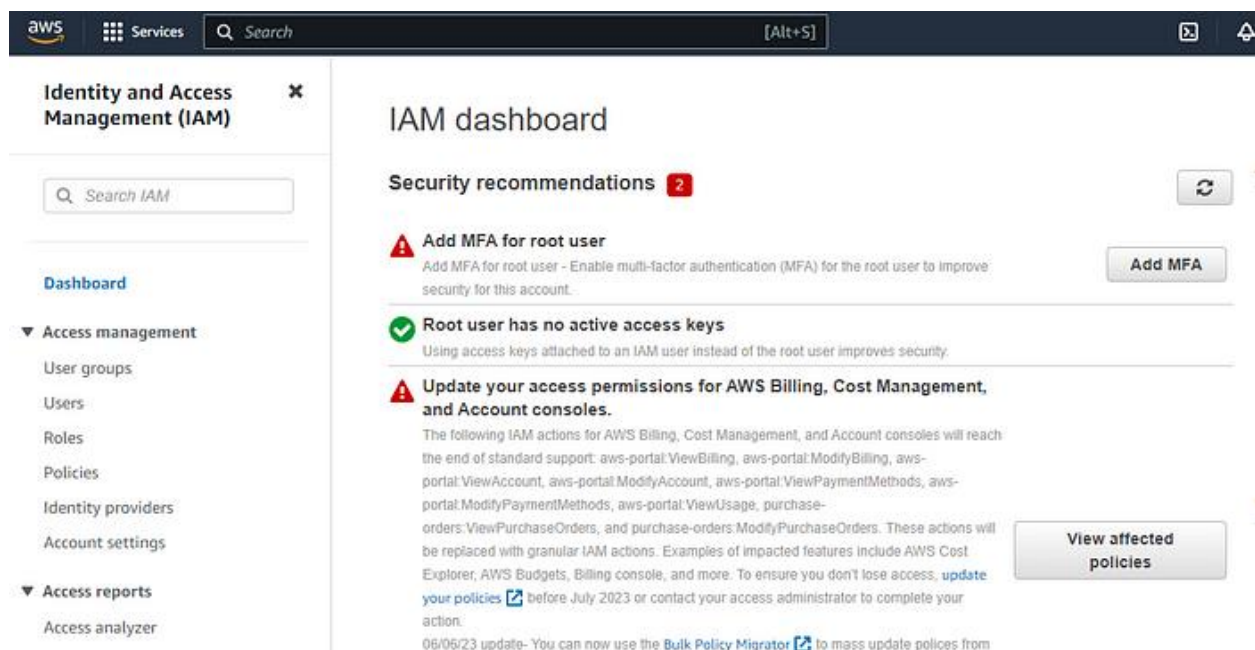 aws
Services
Search
[Alt+S]
Identity and Access
Management (IAM)
Search IAM
Dashboard
Access management
User groups
Users
Roles
Policies
Identity providers
Account settings
Access reports
Access analyzer
IAM dashboard
Security recommendations 2
Add MFA for root user
Add MFA for root user - Enable multi-factor authentication (MFA) for the root user to improve
security for this account.
Add MFA
Root user has no active access keys
Using access keys attached to an IAM user instead of the root user improves security.
Update your access permissions for AWS Billing, Cost Management,
and Account consoles.
The following IAM actions for AWS Billing, Cost Management, and Account consoles will reach
the end of standard support: aws-portal:ViewBilling, aws-portal:ModifyBilling, aws-
portal:ViewAccount, aws-portal:ModifyAccount, aws-portal:ViewPaymentMethods, aws-
portal:ModifyPaymentMethods, aws-portal:ViewUsage, purchase-
orders:ViewPurchaseOrders, and purchase-orders:ModifyPurchaseOrders. These actions will
be replaced with granular IAM actions. Examples of impacted features include AWS Cost
Explorer, AWS Budgets, Billing console, and more. To ensure you don't lose access, update
your policies before July 2023 or contact your access administrator to complete your
action.
06/06/23 update- You can now use the Bulk Policy Migrator to mass update polices from
View affected
policies